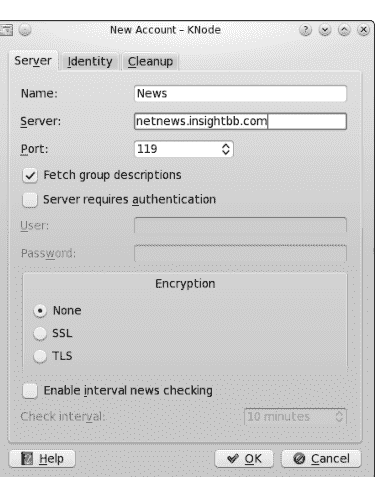 New Account – KNode
Server Identity Cleanup
Name: News
Server: netnews.insightbb.com
Port: 119
Fetch group descriptions
Server requires authentication
User:
Password:
Encryption
None
SSL
TLS
Enable interval news checking
Check interval: 10 minutes
Help OK Cancel